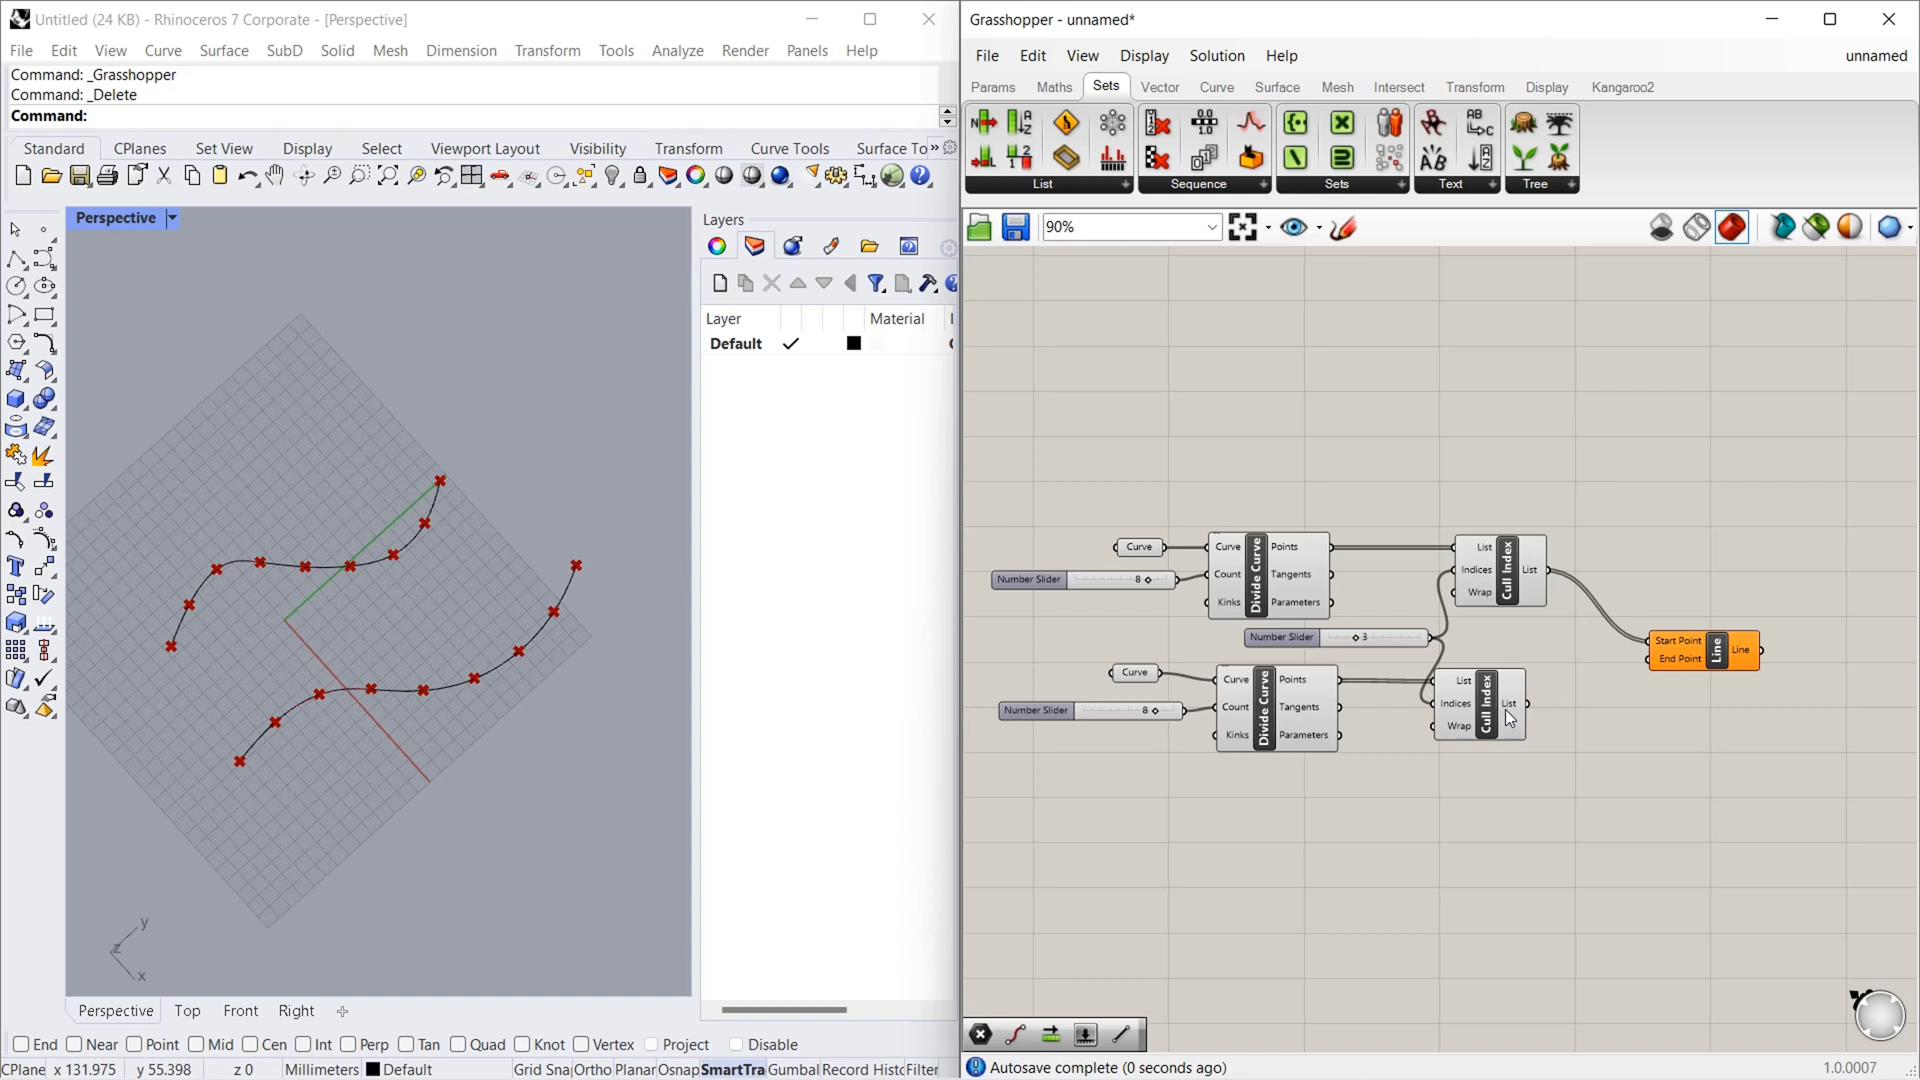 Untitled (24 KB) - Rhinoceros 7 Corporate - [Perspective]
File Edit View Curve Surface SubD Solid Mesh Dimension Transform Tools Analyze Render Panels Help
Command: _Grasshopper
Command: _Delete
Command:
Standard CPlanes Set View Display Select Viewport Layout Visibility Transform Curve Tools Surface To »
Perspective
Layers
Layer Material
Default
y
z
x
Perspective Top Front Right
End Near Point Mid Cen Int Perp Tan Quad Knot Vertex Project Disable
CPlane x 131.975 y 55.398 z 0 Millimeters Default Grid Sna Ortho Planar Osnap SmartTra Gumbal Record Histo Filter
Grasshopper - unnamed*
File Edit View Display Solution Help unnamed
Params Maths Sets Vector Curve Surface Mesh Intersect Transform Display Kangaroo2
List Sequence Sets Text Tree
90%
Curve
Number Slider 8
Curve
Count
Kinks
Divide Curve
Points
Tangents
Parameters
List
Indices
Wrap
Cull Index
List
Number Slider 3
Start Point
End Point
Line
Line
Curve
Number Slider 8
Curve
Count
Kinks
Divide Curve
Points
Tangents
Parameters
List
Indices
Wrap
Cull Index
List
Autosave complete (0 seconds ago)
1.0.0007